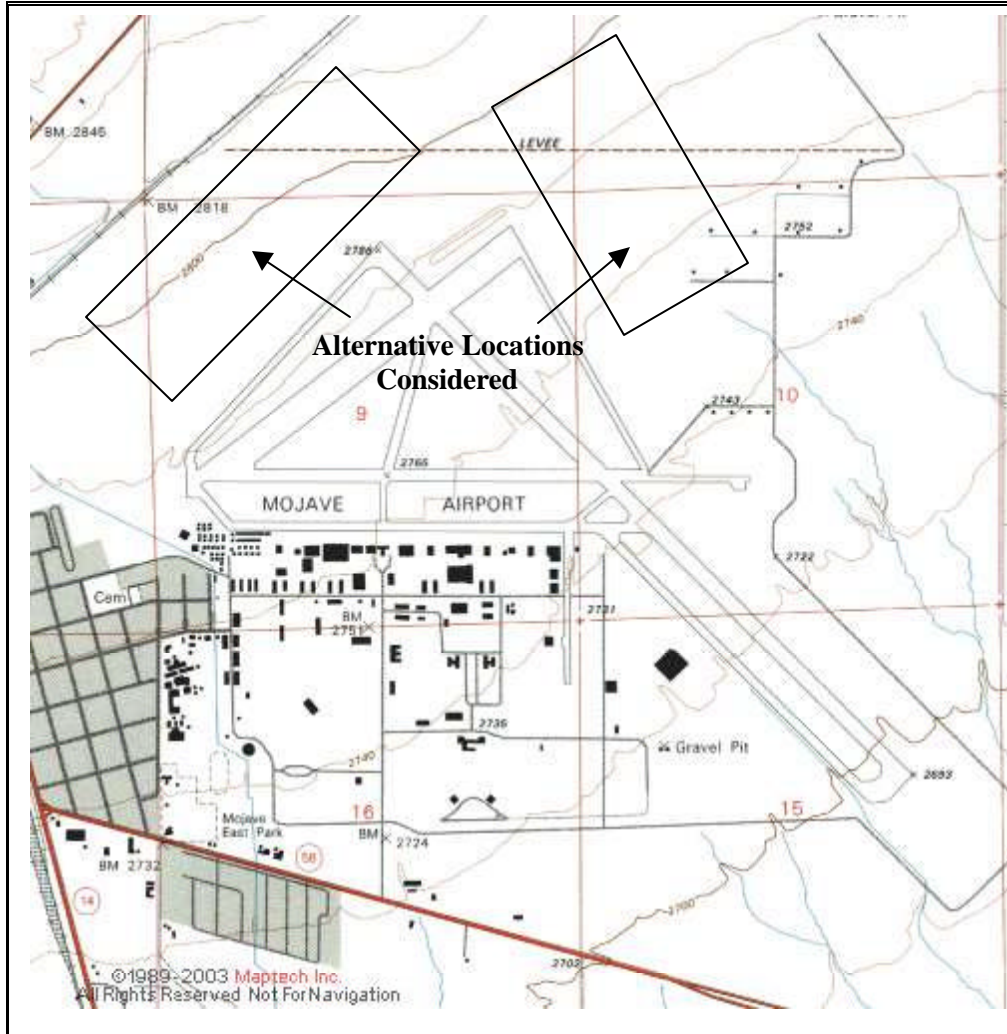 LEVEE
BM 2845
BM 2818
2752
2786
2800
2740
Alternative Locations
Considered
9
2743
10
2765
MOJAVE AIRPORT
2722
Cem
BM
2751
2731
2736
Gravel Pit
2740
2693
16
15
Mojave
East Park
BM
2724
58
BM 2732
14
2700
2702
©1989-2003 Maptech Inc.
All Rights Reserved Not For Navigation